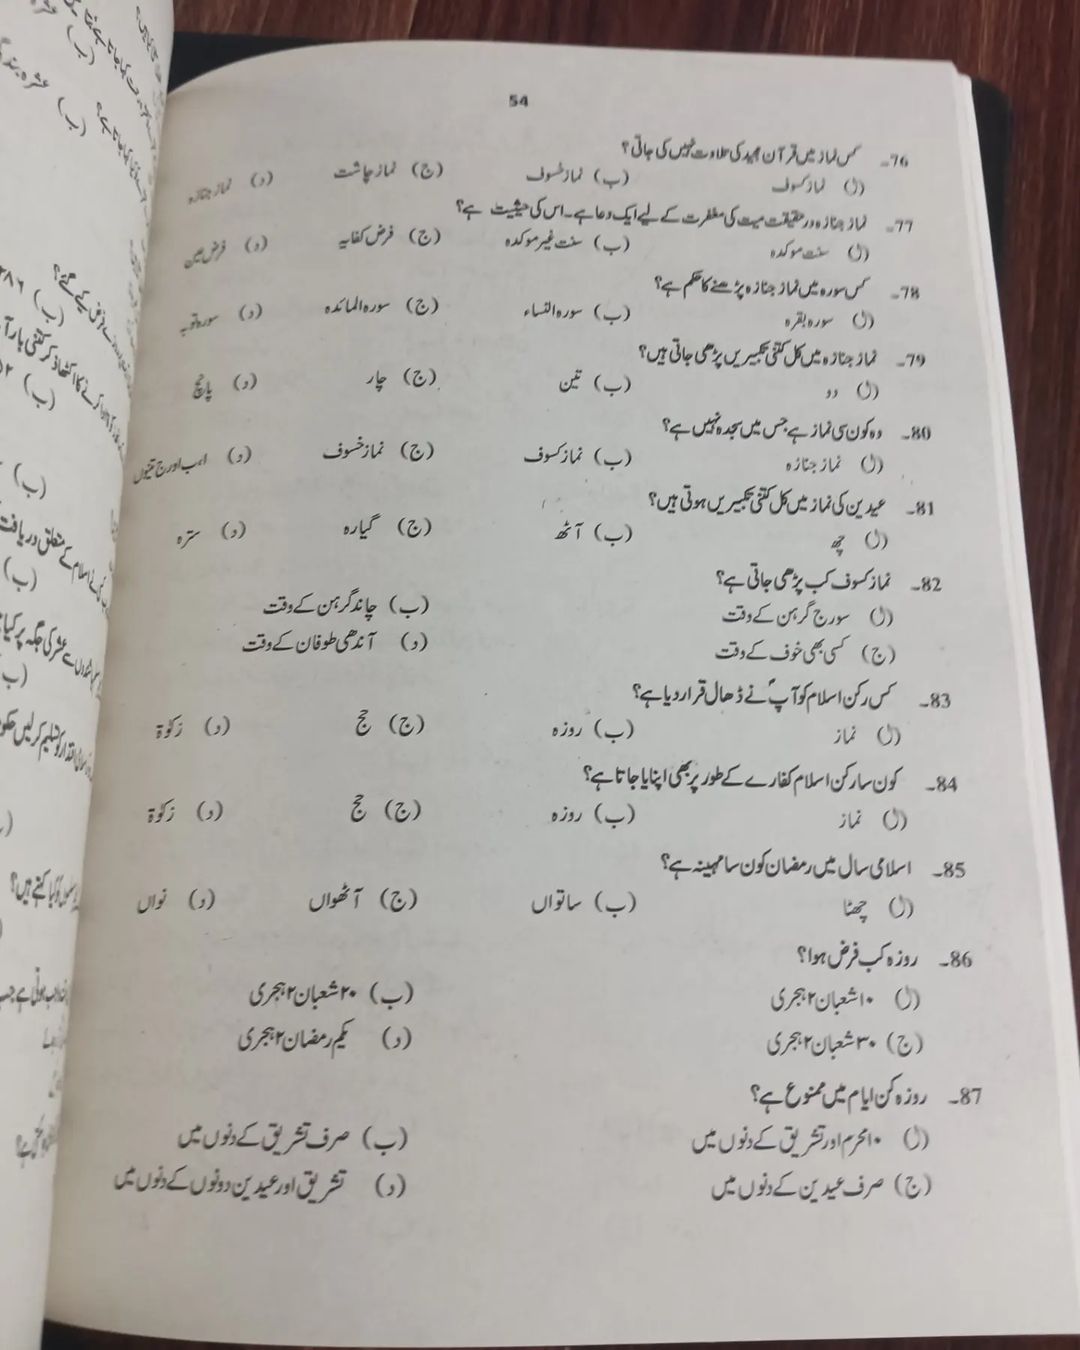 54
76۔ کس نماز میں قرآن مجید کی تلاوت نہیں کی جاتی؟
(ا) نماز کسوف (ب) نماز خسوف (ج) نماز چاشت (د) نماز جنازہ
77۔ نماز جنازہ درحقیقت میت کی مغفرت کے لیے ایک دعا ہے۔ اس کی حیثیت ہے؟
(ا) سنت موکدہ (ب) سنت غیر موکدہ (ج) فرض کفایہ (د) فرض عین
78۔ کس سورہ میں نماز جنازہ پڑھنے کا حکم ہے؟
(ا) سورہ بقرہ (ب) سورہ النساء (ج) سورہ المائدہ (د) سورہ توبہ
79۔ نماز جنازہ میں کل کتنی تکبیریں پڑھی جاتی ہیں؟
(ا) دو (ب) تین (ج) چار (د) پانچ
80۔ وہ کون سی نماز ہے جس میں سجدہ نہیں ہے؟
(ا) نماز جنازہ (ب) نماز کسوف (ج) نماز خسوف (د) ا، ب اور ج تینوں
81۔ عیدین کی نماز میں کل کتنی تکبیریں ہوتی ہیں؟
(ا) چھ (ب) آٹھ (ج) گیارہ (د) سترہ
82۔ نماز کسوف کب پڑھی جاتی ہے؟
(ا) سورج گرہن کے وقت (ب) چاند گرہن کے وقت
(ج) کسی بھی خوف کے وقت (د) آندھی طوفان کے وقت
83۔ کس رکن اسلام کو آپؐ نے ڈھال قرار دیا ہے؟
(ا) نماز (ب) روزہ (ج) حج (د) زکوٰۃ
84۔ کون سا رکن اسلام کفارے کے طور پر بھی اپنایا جاتا ہے؟
(ا) نماز (ب) روزہ (ج) حج (د) زکوٰۃ
85۔ اسلامی سال میں رمضان کون سا مہینہ ہے؟
(ا) چھٹا (ب) ساتواں (ج) آٹھواں (د) نواں
86۔ روزہ کب فرض ہوا؟
(ا) ۱۰ شعبان ۲ ہجری (ب) ۲۰ شعبان ۲ ہجری
(ج) ۳۰ شعبان ۲ ہجری (د) یکم رمضان ۲ ہجری
87۔ روزہ کن ایام میں ممنوع ہے؟
(ا) ۱۰ محرم اور تشریق کے دنوں میں (ب) صرف تشریق کے دنوں میں
(ج) صرف عیدین کے دنوں میں (د) تشریق اور عیدین دونوں کے دنوں میں